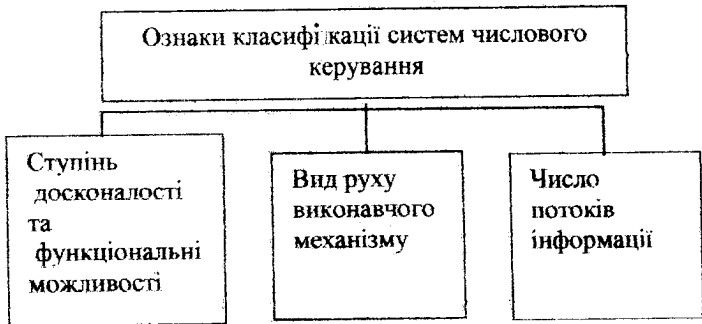 Ознаки класифікації систем числового
керування
Ступінь
досконалості
та
функціональні
можливості
Вид руху
виконавчого
механізму
Число
потоків
інформації